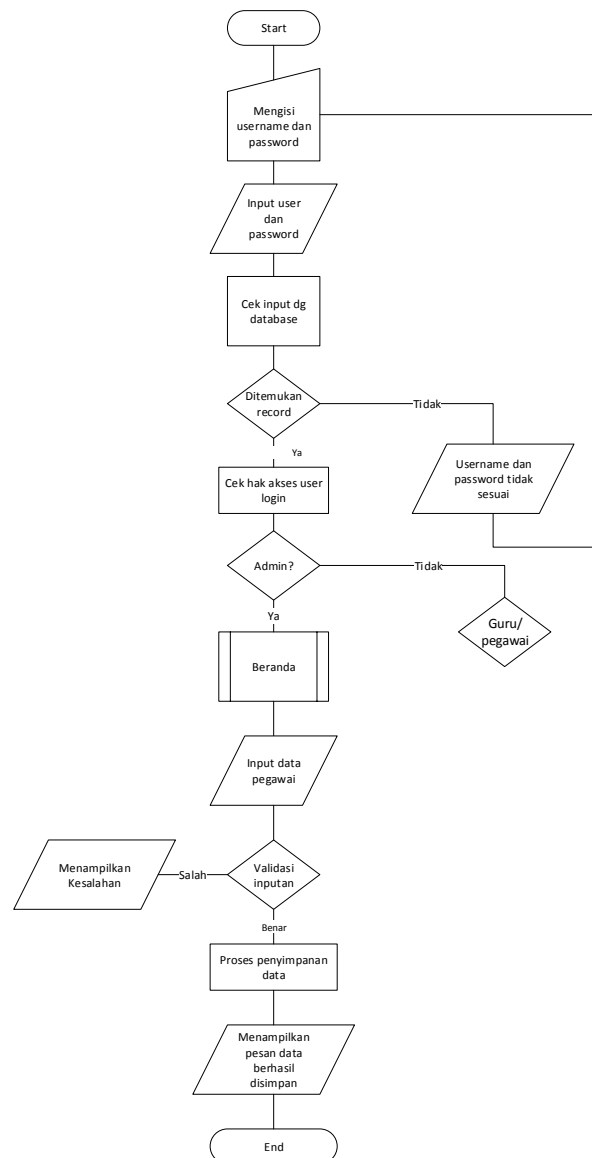 Start
Mengisi
username dan
password
Input user
dan
password
Cek input dg
database
Ditemukan
record
Tidak
Ya
Username dan
password tidak
sesuai
Cek hak akses user
login
Admin?
Tidak
Ya
Guru/
pegawai
Beranda
Input data
pegawai
Validasi
inputan
Salah
Menampilkan
Kesalahan
Benar
Proses penyimpanan
data
Menampilkan
pesan data
berhasil
disimpan
End